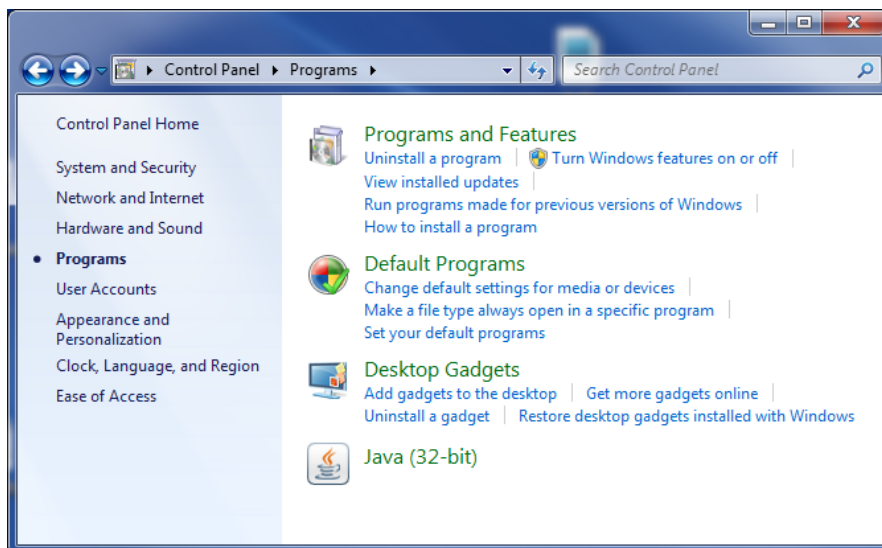 Control Panel Programs
Search Control Panel
Control Panel Home
System and Security
Network and Internet
Hardware and Sound
Programs
User Accounts
Appearance and
Personalization
Clock, Language, and Region
Ease of Access
Programs and Features
Uninstall a program Turn Windows features on or off
View installed updates
Run programs made for previous versions of Windows
How to install a program
Default Programs
Change default settings for media or devices
Make a file type always open in a specific program
Set your default programs
Desktop Gadgets
Add gadgets to the desktop Get more gadgets online
Uninstall a gadget Restore desktop gadgets installed with Windows
Java (32-bit)